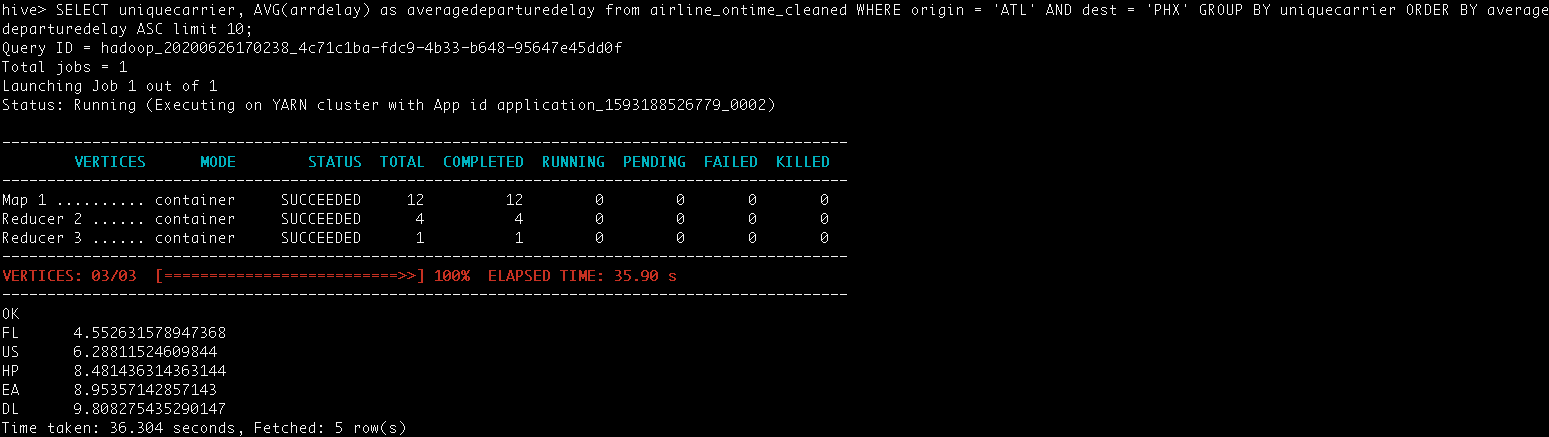 hive> SELECT uniquecarrier, AVG(arrdelay) as averagedeparturedelay from airline_ontime_cleaned WHERE origin = 'ATL' AND dest = 'PHX' GROUP BY uniquecarrier ORDER BY average
departuredelay ASC limit 10;
Query ID = hadoop_20200626170238_4c71c1ba-fdc9-4b33-b648-95647e45dd0f
Total jobs = 1
Launching Job 1 out of 1
Status: Running (Executing on YARN cluster with App id application_1593188526779_0002)
----------------------------------------------------------------------------------------------
VERTICES MODE STATUS TOTAL COMPLETED RUNNING PENDING FAILED KILLED
----------------------------------------------------------------------------------------------
Map 1 .......... container SUCCEEDED 12 12 0 0 0 0
Reducer 2 ...... container SUCCEEDED 4 4 0 0 0 0
Reducer 3 ...... container SUCCEEDED 1 1 0 0 0 0
----------------------------------------------------------------------------------------------
VERTICES: 03/03 [==========================>>] 100% ELAPSED TIME: 35.90 s
----------------------------------------------------------------------------------------------
OK
FL 4.552631578947368
US 6.28811524609844
HP 8.481436314363144
EA 8.95357142857143
DL 9.808275435290147
Time taken: 36.304 seconds, Fetched: 5 row(s)